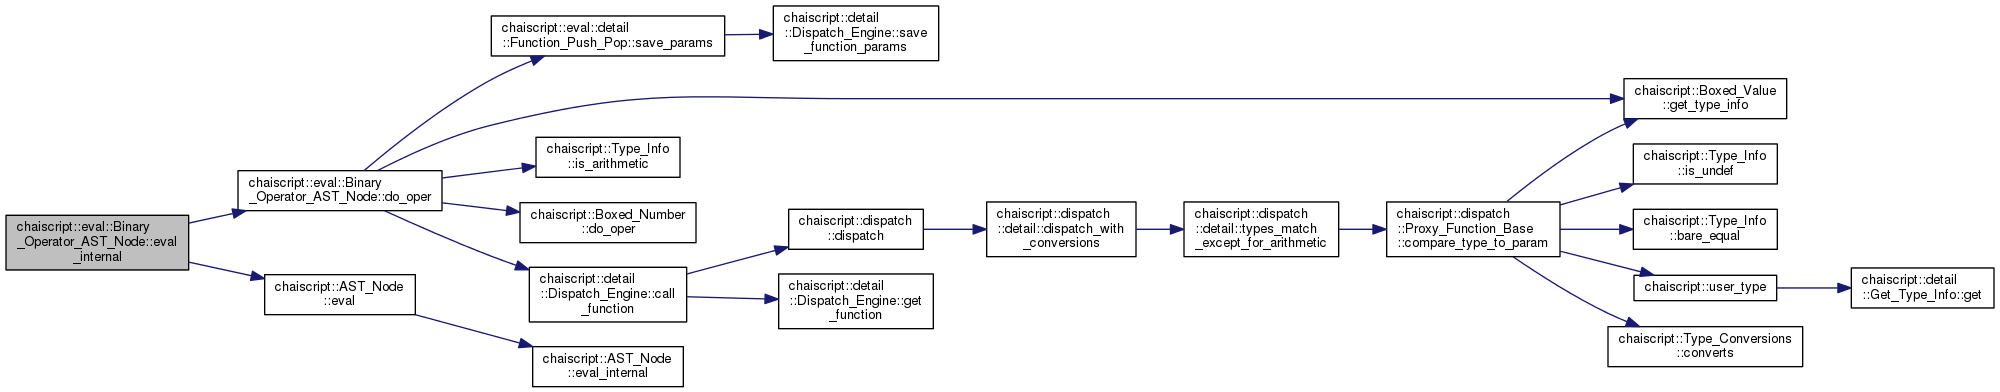 chaiscript::eval::Binary
_Operator_AST_Node::eval
_internal
chaiscript::eval::Binary
_Operator_AST_Node::do_oper
chaiscript::AST_Node
::eval
chaiscript::eval::detail
::Function_Push_Pop::save_params
chaiscript::Type_Info
::is_arithmetic
chaiscript::Boxed_Number
::do_oper
chaiscript::detail
::Dispatch_Engine::call
_function
chaiscript::AST_Node
::eval_internal
chaiscript::detail
::Dispatch_Engine::save
_function_params
chaiscript::dispatch
::dispatch
chaiscript::detail
::Dispatch_Engine::get
_function
chaiscript::dispatch
::detail::dispatch_with
_conversions
chaiscript::dispatch
::detail::types_match
_except_for_arithmetic
chaiscript::dispatch
::Proxy_Function_Base
::compare_type_to_param
chaiscript::Boxed_Value
::get_type_info
chaiscript::Type_Info
::is_undef
chaiscript::Type_Info
::bare_equal
chaiscript::user_type
chaiscript::Type_Conversions
::converts
chaiscript::detail
::Get_Type_Info::get